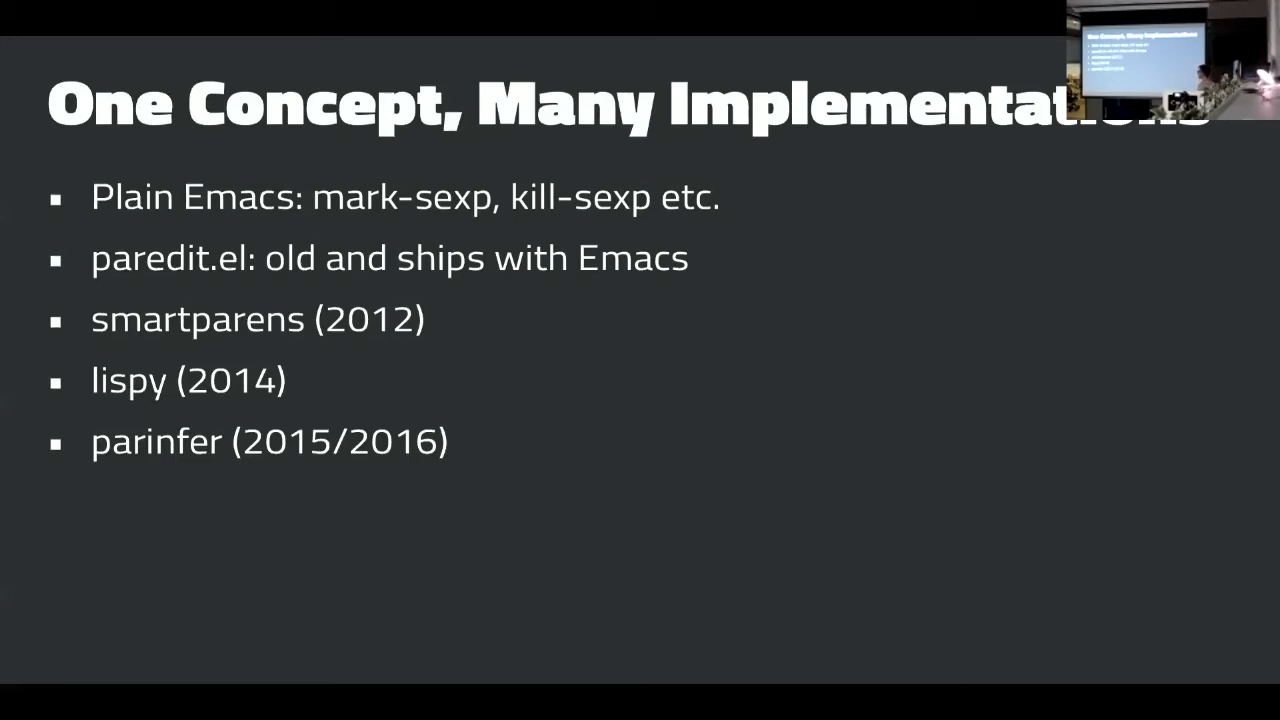 One Concept, Many Implementations
▪ Plain Emacs: mark-sexp, kill-sexp etc.
▪ paredit.el: old and ships with Emacs
▪ smartparens (2012)
▪ lispy (2014)
▪ parinfer (2015/2016)